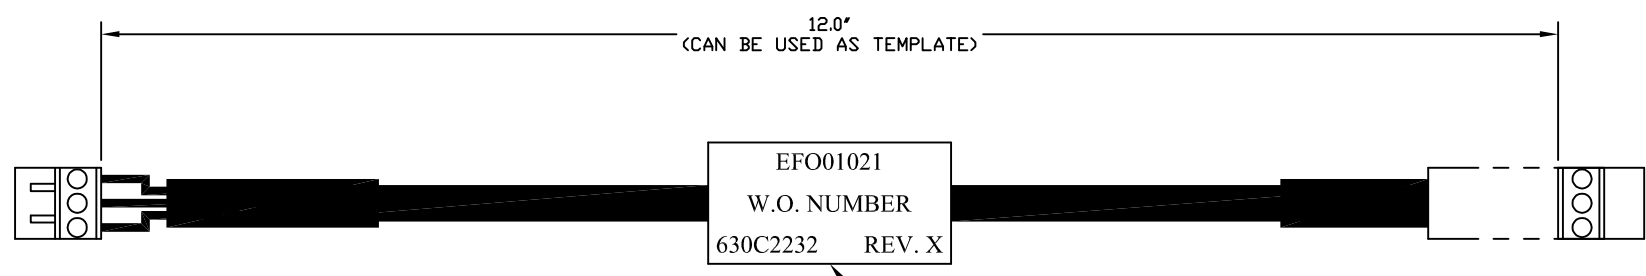 12.0"
(CAN BE USED AS TEMPLATE)
EFO01021
W.O. NUMBER
630C2232 REV. X